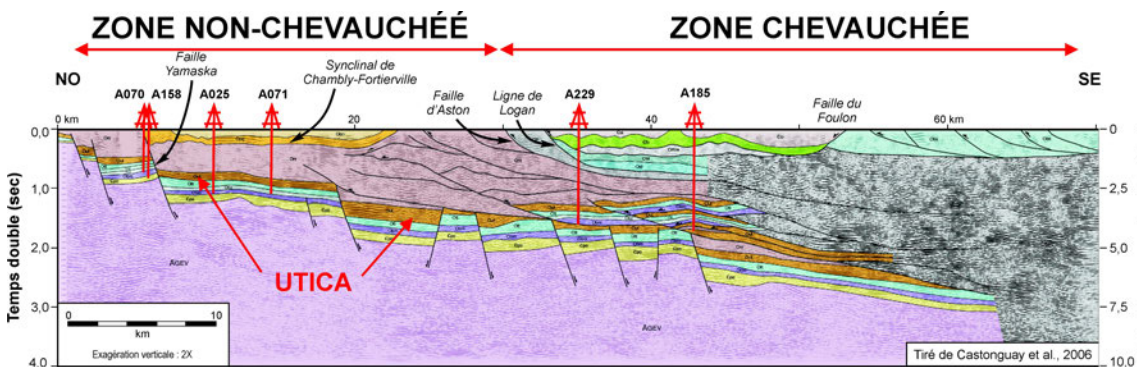 ZONE NON-CHEVAUCHÉÉ
ZONE CHEVAUCHÉE
NO
Faille
Yamaska
Synclinal de
Chambly-Fortierville
Faille
d'Aston
Ligne de
Logan
Faille du
Foulon
SE
A070
A158
A025
A071
A229
A185
0 km
20
40
60 km
Temps double (sec)
0,0
1,0
2,0
3,0
4.0
0
2,5
5,0
7,5
10,0
UTICA
AGEV
AGEV
0
10
km
Exagération verticale : 2X
Tiré de Castonguay et al., 2006